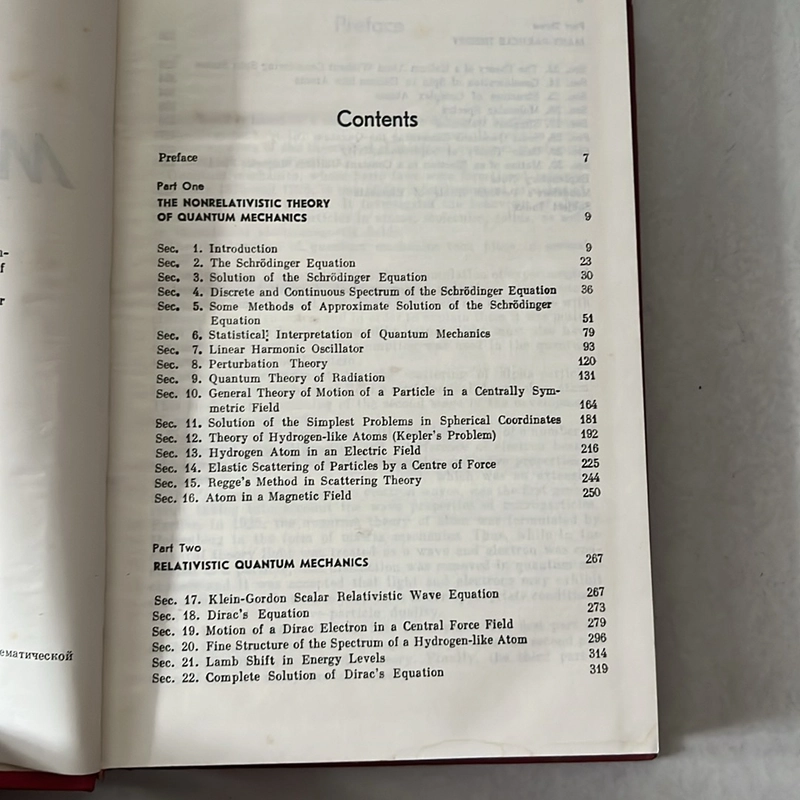 Contents
Preface 7
Part One
THE NONRELATIVISTIC THEORY
OF QUANTUM MECHANICS 9
Sec. 1. Introduction 9
Sec. 2. The Schrödinger Equation 23
Sec. 3. Solution of the Schrödinger Equation 30
Sec. 4. Discrete and Continuous Spectrum of the Schrödinger Equation 36
Sec. 5. Some Methods of Approximate Solution of the Schrödinger
Equation 51
Sec. 6. Statistical Interpretation of Quantum Mechanics 79
Sec. 7. Linear Harmonic Oscillator 93
Sec. 8. Perturbation Theory 120
Sec. 9. Quantum Theory of Radiation 131
Sec. 10. General Theory of Motion of a Particle in a Centrally Sym-
metric Field 164
Sec. 11. Solution of the Simplest Problems in Spherical Coordinates 181
Sec. 12. Theory of Hydrogen-like Atoms (Kepler's Problem) 192
Sec. 13. Hydrogen Atom in an Electric Field 216
Sec. 14. Elastic Scattering of Particles by a Centre of Force 225
Sec. 15. Regge's Method in Scattering Theory 244
Sec. 16. Atom in a Magnetic Field 250
Part Two
RELATIVISTIC QUANTUM MECHANICS 267
Sec. 17. Klein-Gordon Scalar Relativistic Wave Equation 267
Sec. 18. Dirac's Equation 273
Sec. 19. Motion of a Dirac Electron in a Central Force Field 279
Sec. 20. Fine Structure of the Spectrum of a Hydrogen-like Atom 296
Sec. 21. Lamb Shift in Energy Levels 314
Sec. 22. Complete Solution of Dirac's Equation 319
ематической